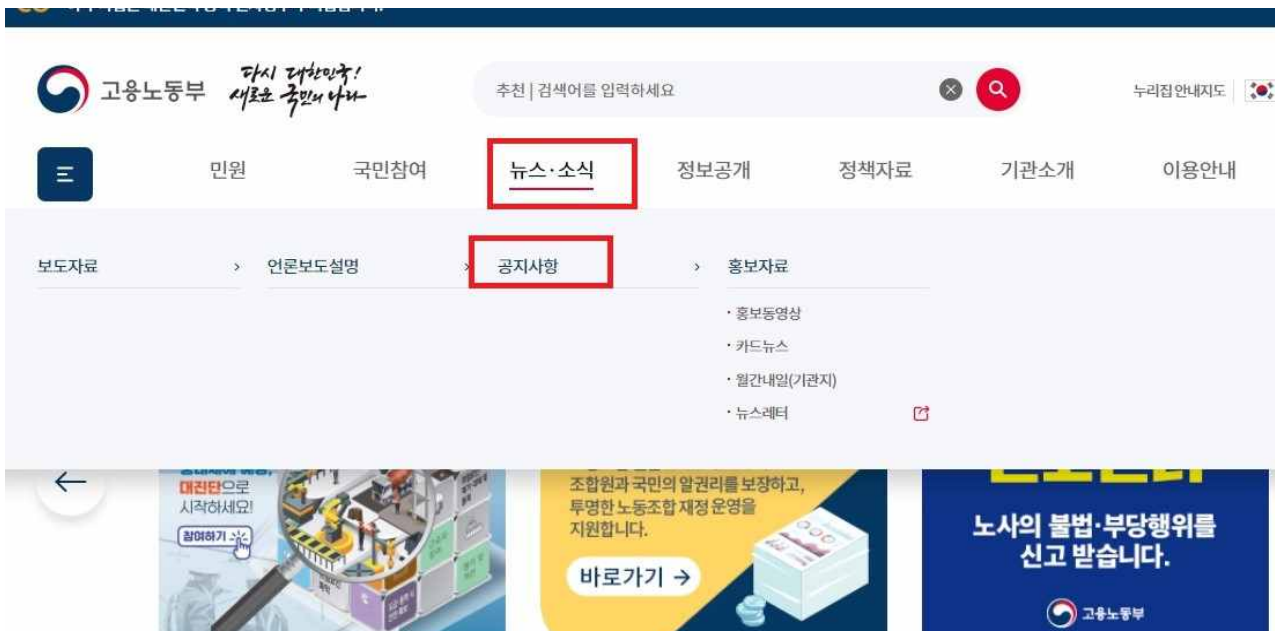 고용노동부
다시 대한민국!
새로운 국민의 나라
추천 | 검색어를 입력하세요
누리집 안내지도
민원
국민참여
뉴스·소식
정보공개
정책자료
기관소개
이용안내
보도자료
언론보도설명
공지사항
홍보자료
· 홍보동영상
· 카드뉴스
· 월간내일(기관지)
· 뉴스레터
대진단으로
시작하세요!
참여하기
조합원과 국민의 알권리를 보장하고,
투명한 노동조합 재정 운영을
지원합니다.
바로가기 →
노사의 불법·부당행위를
신고 받습니다.
고용노동부